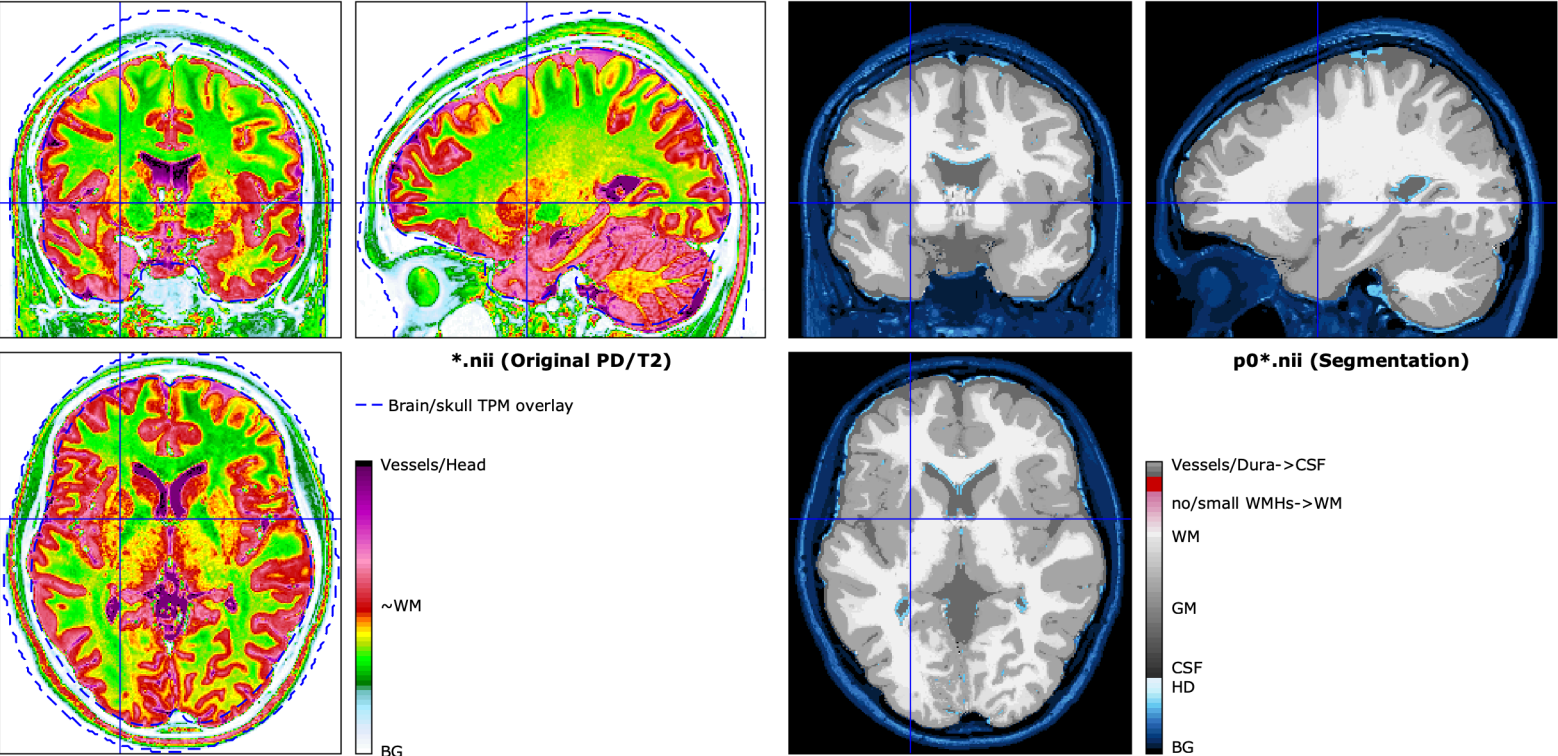 *.nii (Original PD/T2)
Brain/skull TPM overlay
Vessels/Head
~WM
BG
p0*.nii (Segmentation)
Vessels/Dura->CSF
no/small WMHs->WM
WM
GM
CSF
HD
BG